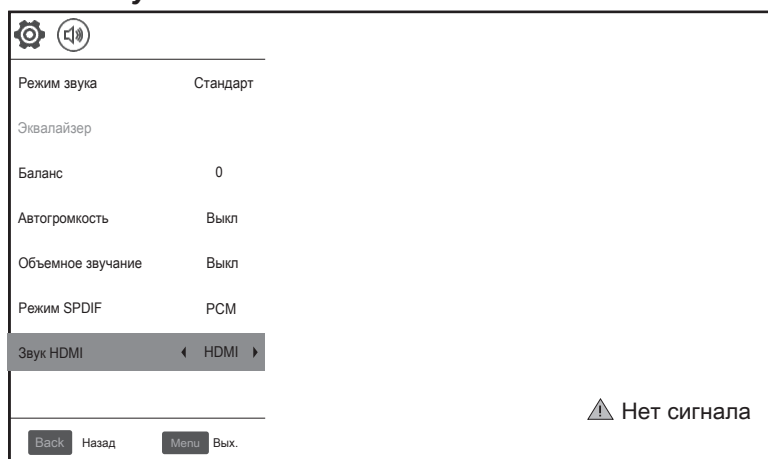 Режим звука Стандарт
Эквалайзер
Баланс 0
Автогромкость Выкл
Объемное звучание Выкл
Режим SPDIF PCM
Звук HDMI HDMI
Нет сигнала
Back Назад Menu Вых.